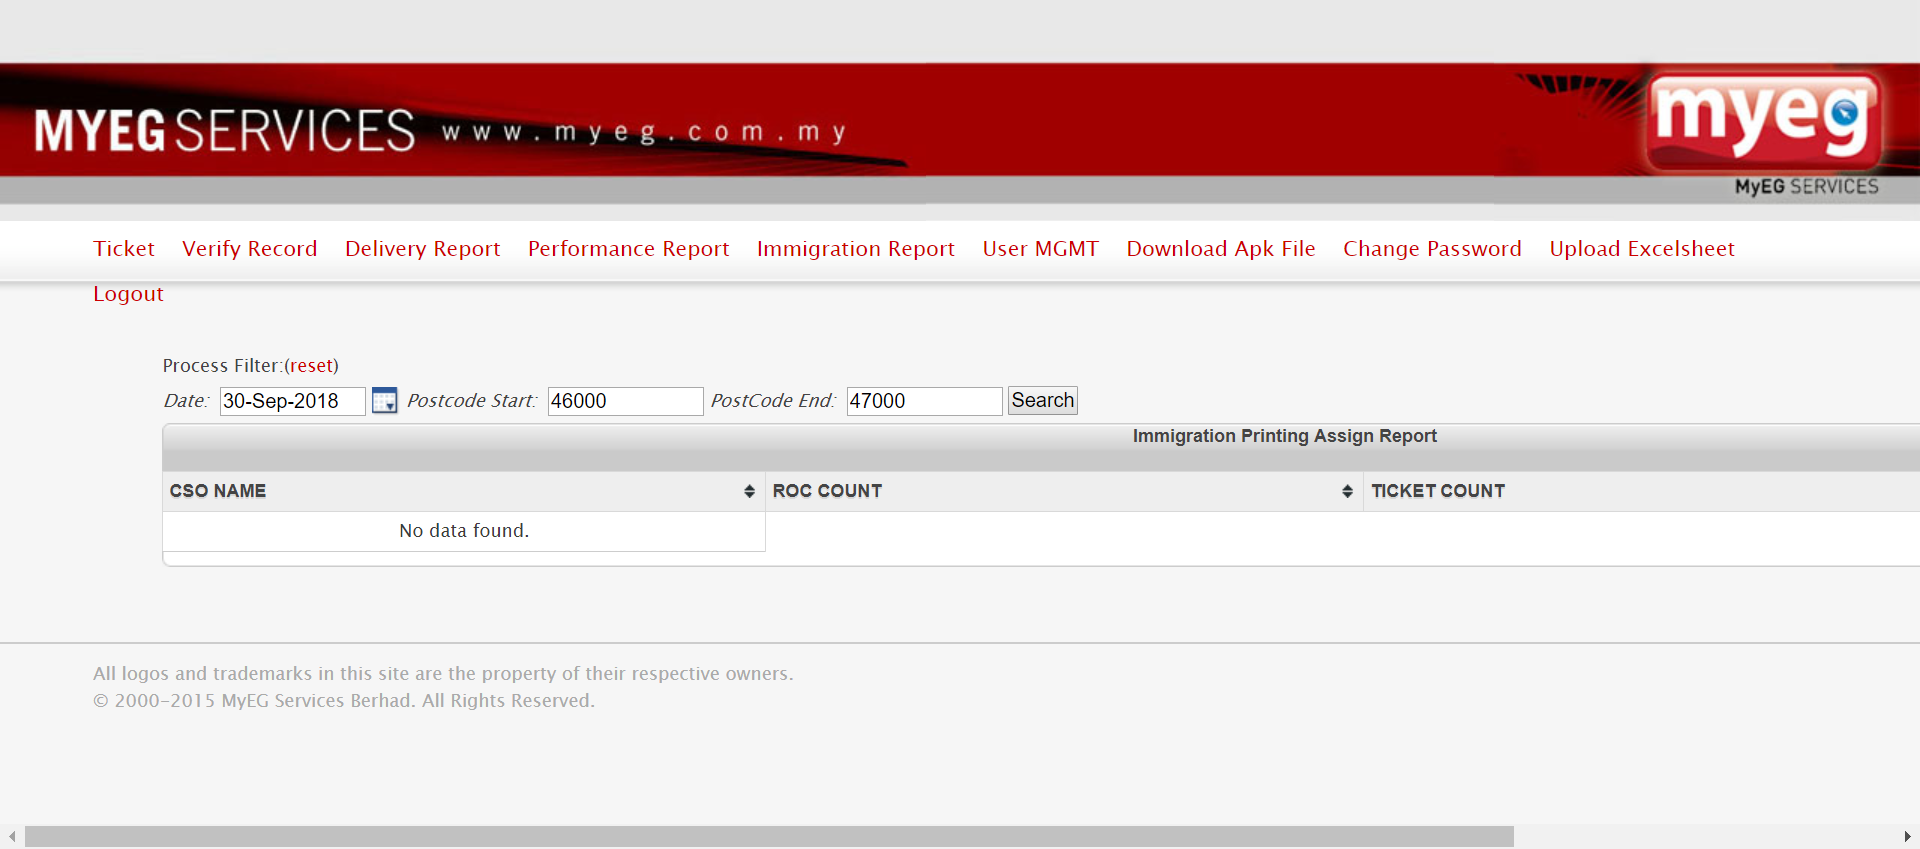 MYEG SERVICES www.myeg.com.my
myeg
MyEG SERVICES
Ticket Verify Record Delivery Report Performance Report Immigration Report User MGMT Download Apk File Change Password Upload Excelsheet
Logout
Process Filter:(reset)
Date: 30-Sep-2018 Postcode Start: 46000 PostCode End: 47000 Search
Immigration Printing Assign Report
CSO NAME ROC COUNT TICKET COUNT
No data found.
All logos and trademarks in this site are the property of their respective owners.
© 2000-2015 MyEG Services Berhad. All Rights Reserved.